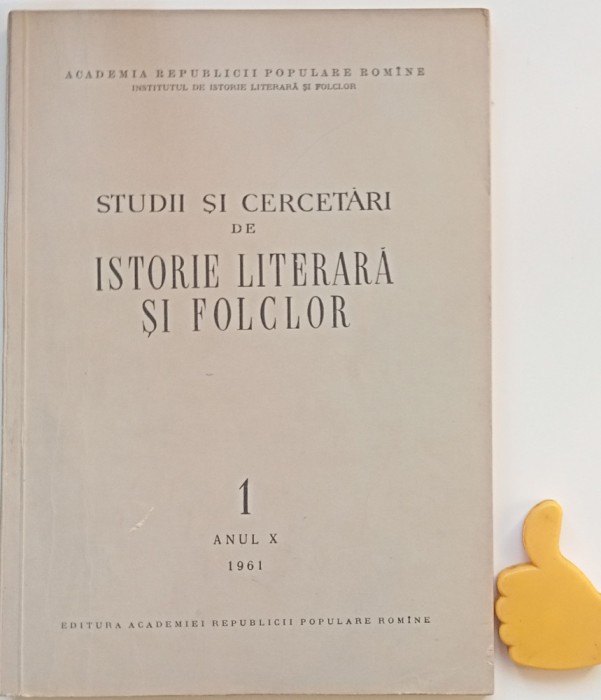 ACADEMIA REPUBLICII POPULARE ROMÎNE
INSTITUTUL DE ISTORIE LITERARĂ ȘI FOLCLOR
STUDII ȘI CERCETĂRI
DE
ISTORIE LITERARĂ
ȘI FOLCLOR
1
ANUL X
1961
EDITURA ACADEMIEI REPUBLICII POPULARE ROMÎNE